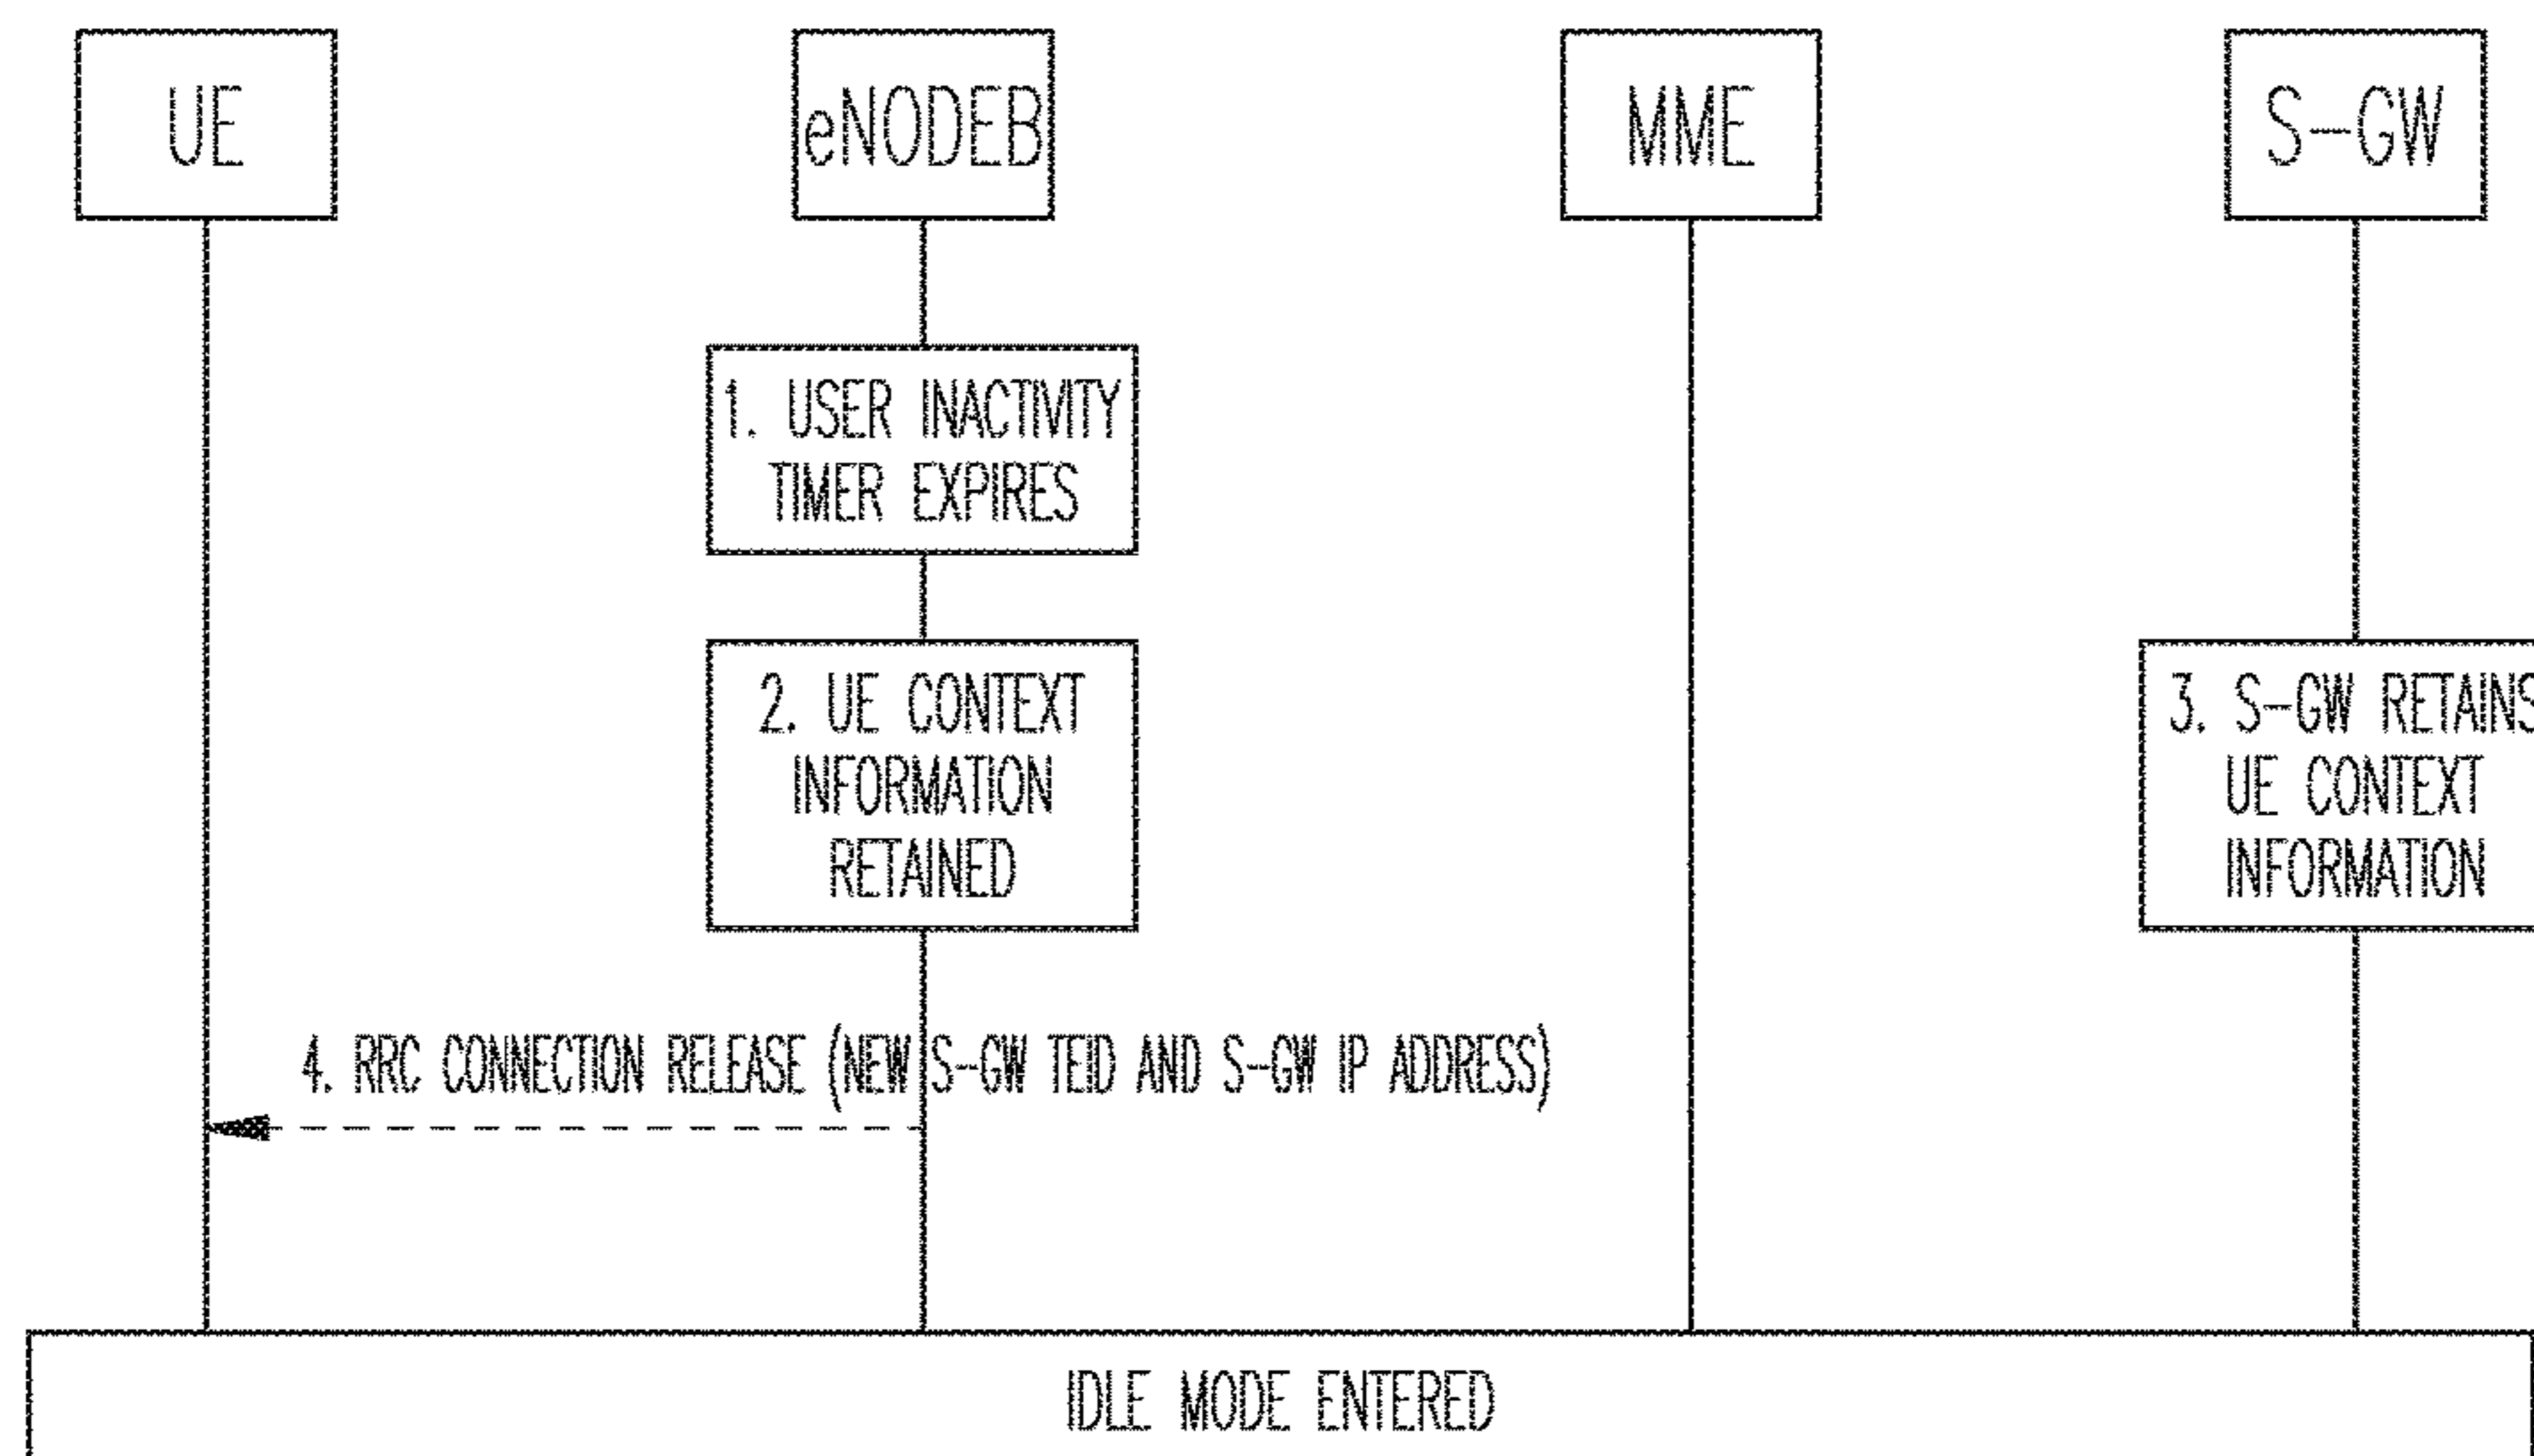 UE
eNODEB
MME
S-GW
1. USER INACTIVITY
TIMER EXPIRES
2. UE CONTEXT
INFORMATION
RETAINED
3. S-GW RETAINS
UE CONTEXT
INFORMATION
4. RRC CONNECTION RELEASE (NEW S-GW TEID AND S-GW IP ADDRESS)
IDLE MODE ENTERED